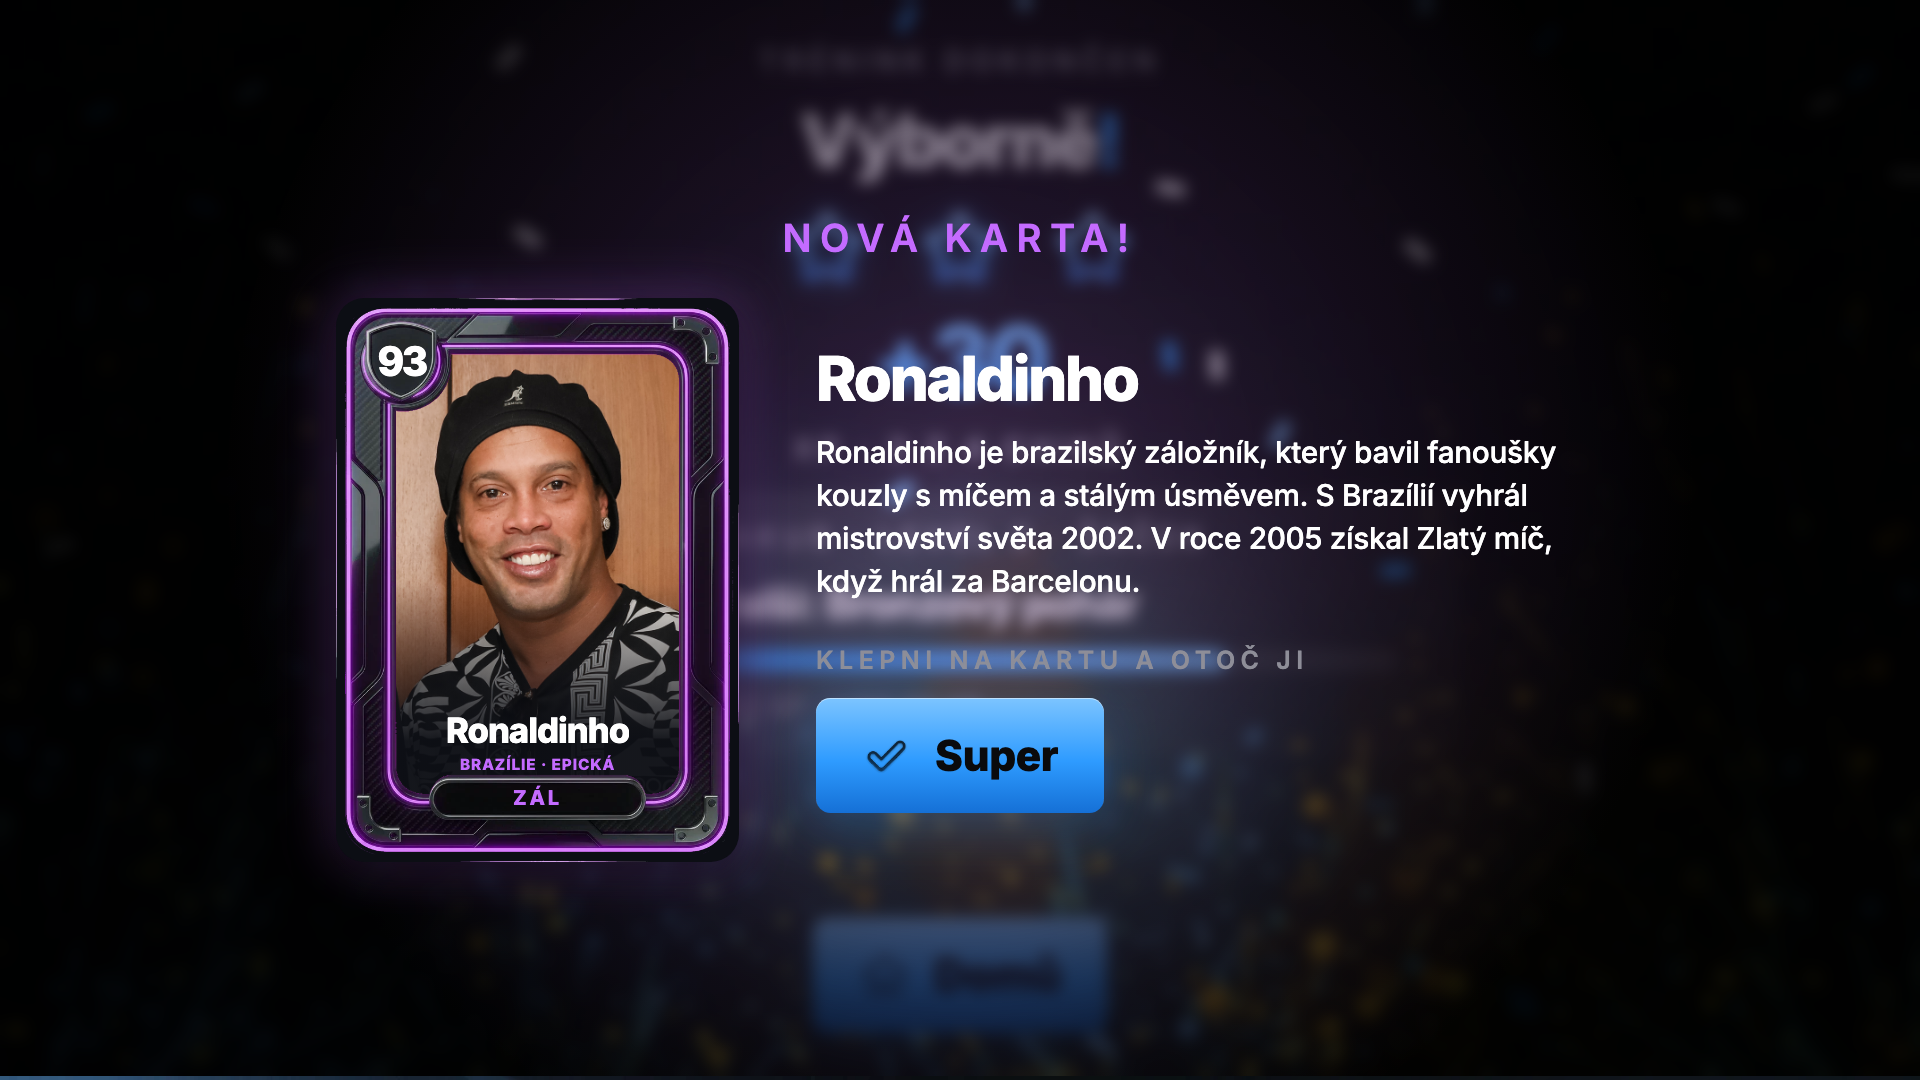 Výborně!
NOVÁ KARTA!
93
Ronaldinho
BRAZÍLIE · EPICKÁ
ZÁL
Ronaldinho
Ronaldinho je brazilský záložník, který bavil fanoušky
kouzly s míčem a stálým úsměvem. S Brazílií vyhrál
mistrovství světa 2002. V roce 2005 získal Zlatý míč,
když hrál za Barcelonu.
KLEPNI NA KARTU A OTOČ JI
Super